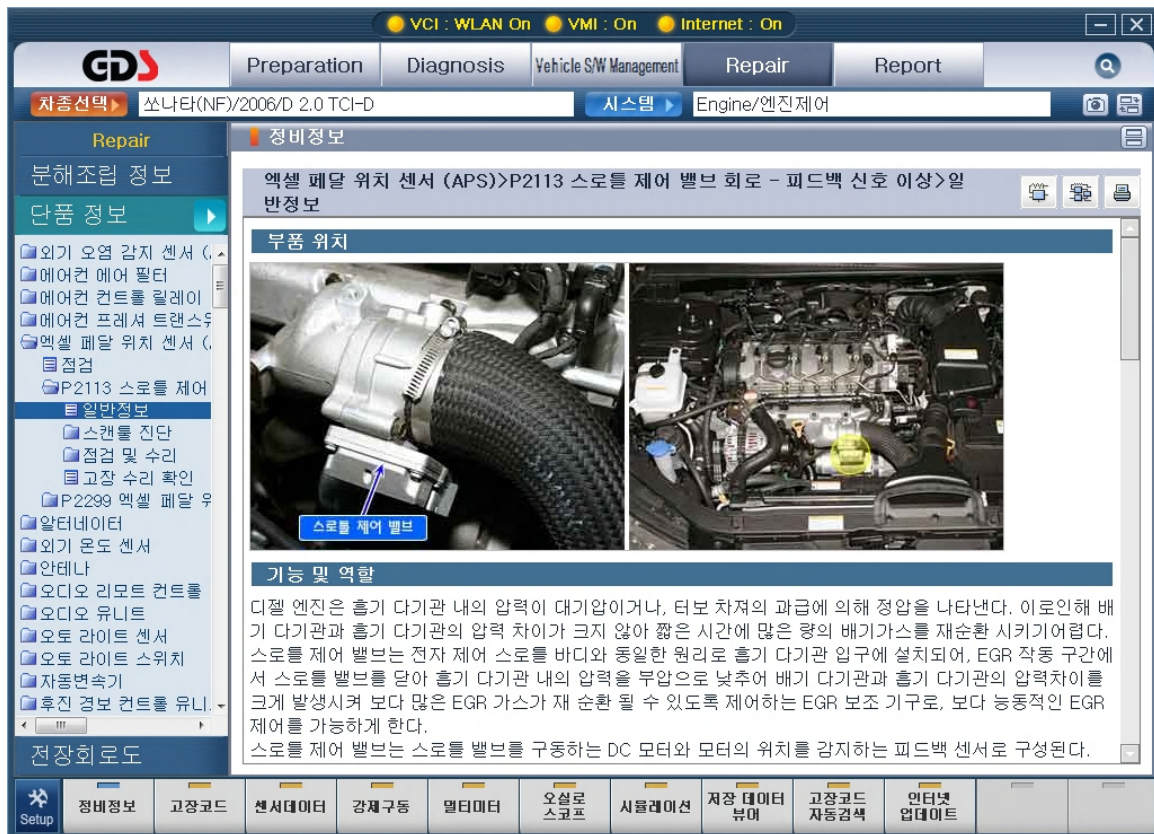 VCI : WLAN On VMI : On Internet : On
GDS
Preparation
Diagnosis
Vehicle S/W Management
Repair
Report
차종선택
쏘나타(NF)/2006/D 2.0 TCI-D
시스템
Engine/엔진제어
Repair
분해조립 정보
단품 정보
외기 오염 감지 센서 (
에어컨 에어 필터
에어컨 컨트롤 릴레이
에어컨 프레셔 트랜스
엑셀 페달 위치 센서 (
점검
P2113 스로틀 제어
일반정보
스캔툴 진단
점검 및 수리
고장 수리 확인
P2299 엑셀 페달
알터네이터
외기 온도 센서
안테나
오디오 리모트 컨트롤
오디오 유니트
오토 라이트 센서
오토 라이트 스위치
자동변속기
후진 경보 컨트롤 유니
전장회로도
정비정보
엑셀 페달 위치 센서 (APS)>P2113 스로틀 제어 밸브 회로 - 피드백 신호 이상>일
반정보
부품 위치
스로틀 제어 밸브
기능 및 역할
디젤 엔진은 흡기 다기관 내의 압력이 대기압이거나, 터보 차져의 과급에 의해 정압을 나타낸다. 이로인해 배
기 다기관과 흡기 다기관의 압력 차이가 크지 않아 짧은 시간에 많은 량의 배기가스를 재순환 시키기어렵다.
스로틀 제어 밸브는 전자 제어 스로틀 바디와 동일한 원리로 흡기 다기관 입구에 설치되어, EGR 작동 구간에
서 스로틀 밸브를 닫아 흡기 다기관 내의 압력을 부압으로 낮추어 배기 다기관과 흡기 다기관의 압력차이를
크게 발생시켜 보다 많은 EGR 가스가 재 순환 될 수 있도록 제어하는 EGR 보조 기구로, 보다 능동적인 EGR
제어를 가능하게 한다.
스로틀 제어 밸브는 스로틀 밸브를 구동하는 DC 모터와 모터의 위치를 감지하는 피드백 센서로 구성된다.
Setup
정비정보
고장코드
센서데이터
강제구동
멀티미터
오실로
스코프
시뮬레이션
저장 데이터
뷰어
고장코드
자동검색
인터넷
업데이트